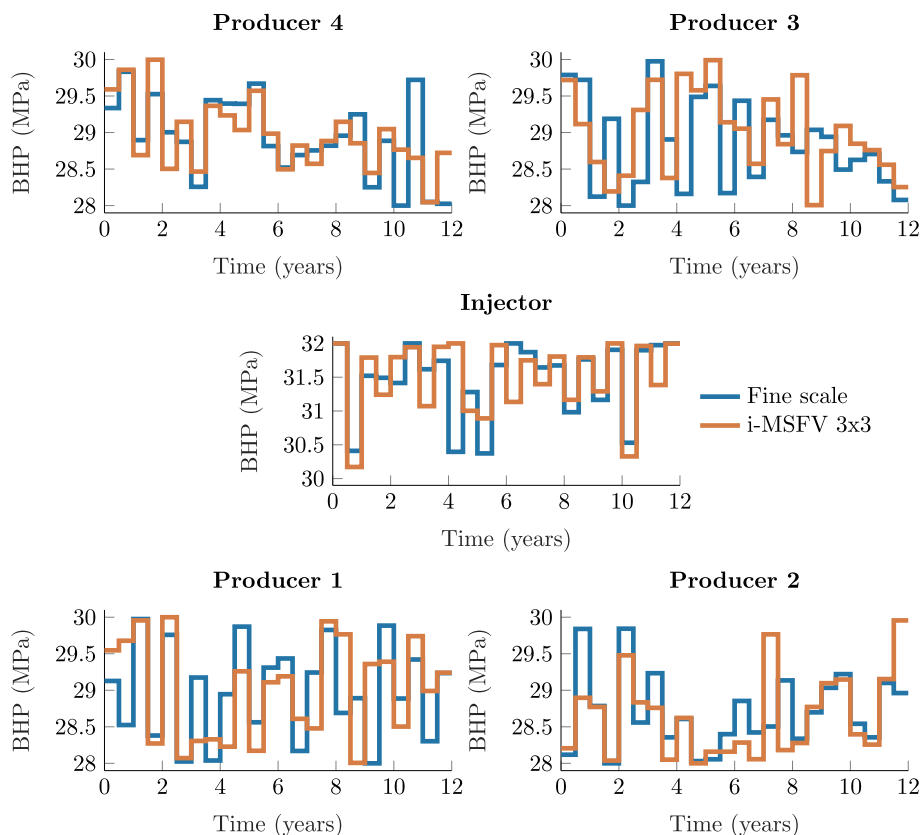 Producer 4
BHP (MPa)
30
29.5
29
28.5
28
0 2 4 6 8 10 12
Time (years)
Producer 3
BHP (MPa)
30
29.5
29
28.5
28
0 2 4 6 8 10 12
Time (years)
Injector
BHP (MPa)
32
31.5
31
30.5
30
0 2 4 6 8 10 12
Time (years)
Fine scale
i-MSFV 3x3
Producer 1
BHP (MPa)
30
29.5
29
28.5
28
0 2 4 6 8 10 12
Time (years)
Producer 2
BHP (MPa)
30
29.5
29
28.5
28
0 2 4 6 8 10 12
Time (years)